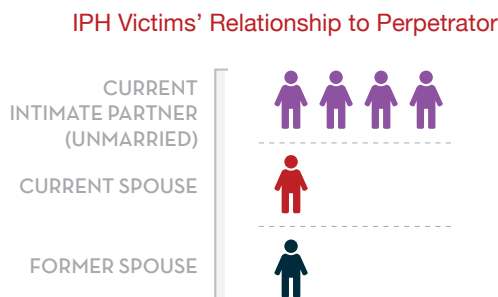 IPH Victims’ Relationship to Perpetrator
CURRENT
INTIMATE PARTNER
(UNMARRIED)
CURRENT SPOUSE
FORMER SPOUSE